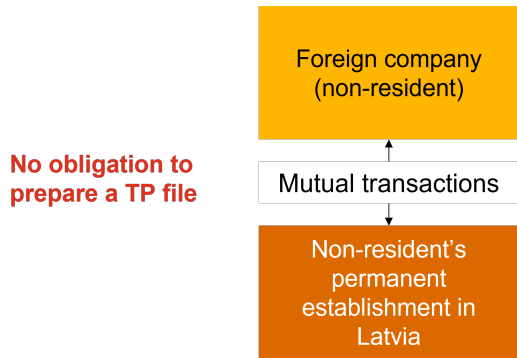 Foreign company
(non-resident)
No obligation to
prepare a TP file
Mutual transactions
Non-resident's
permanent
establishment in
Latvia